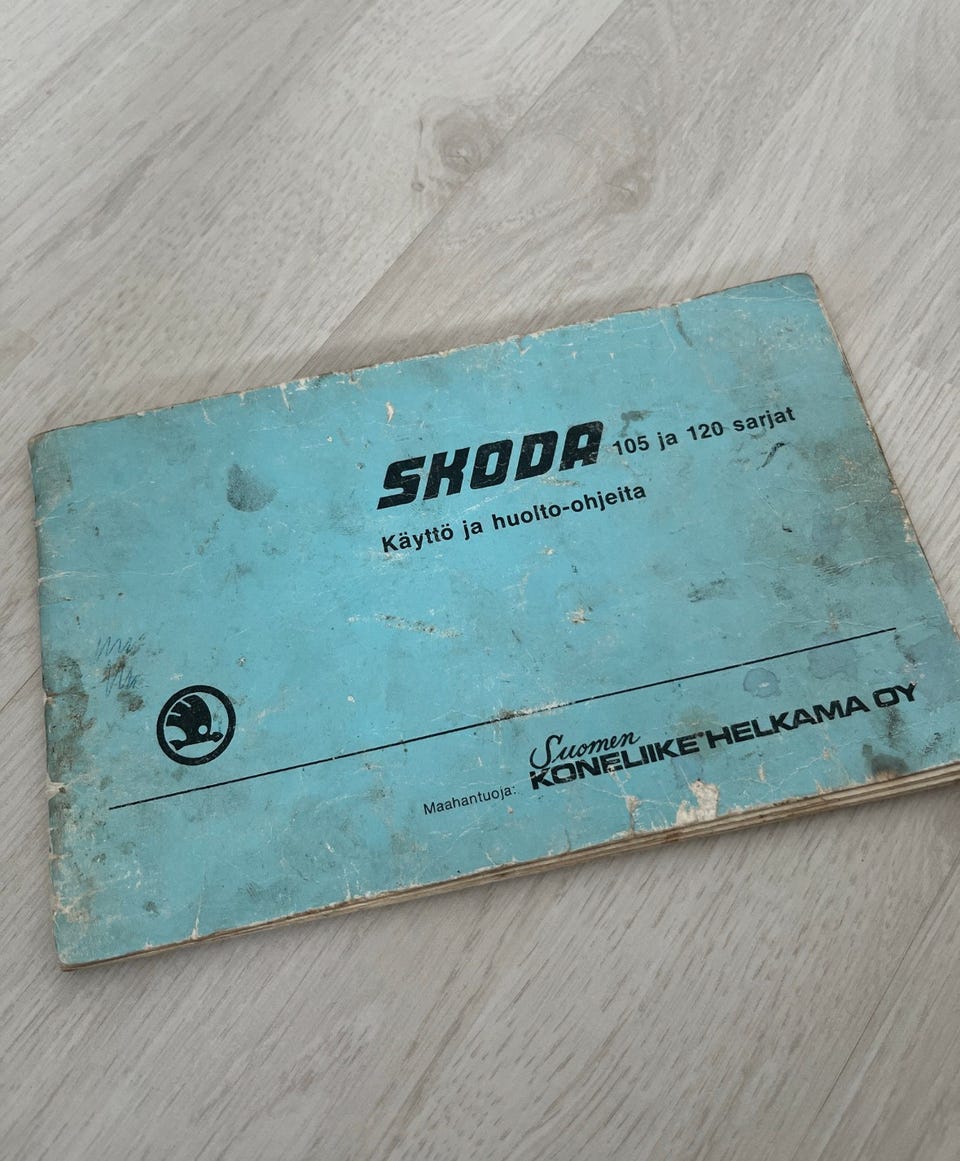 SKODA 105 ja 120 sarjat
Käyttö ja huolto-ohjeita
Suomen
Maahantuoja: KONELIIKE HELKAMA OY